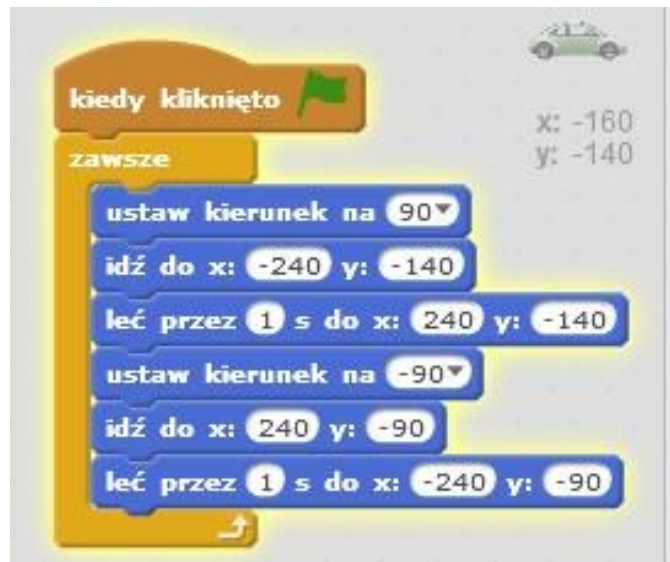 kiedy kliknięto
x: -160
y: -140
zawsze
ustaw kierunek na 90
idź do x: -240 y: -140
leć przez 1 s do x: 240 y: -140
ustaw kierunek na -90
idź do x: 240 y: -90
leć przez 1 s do x: -240 y: -90